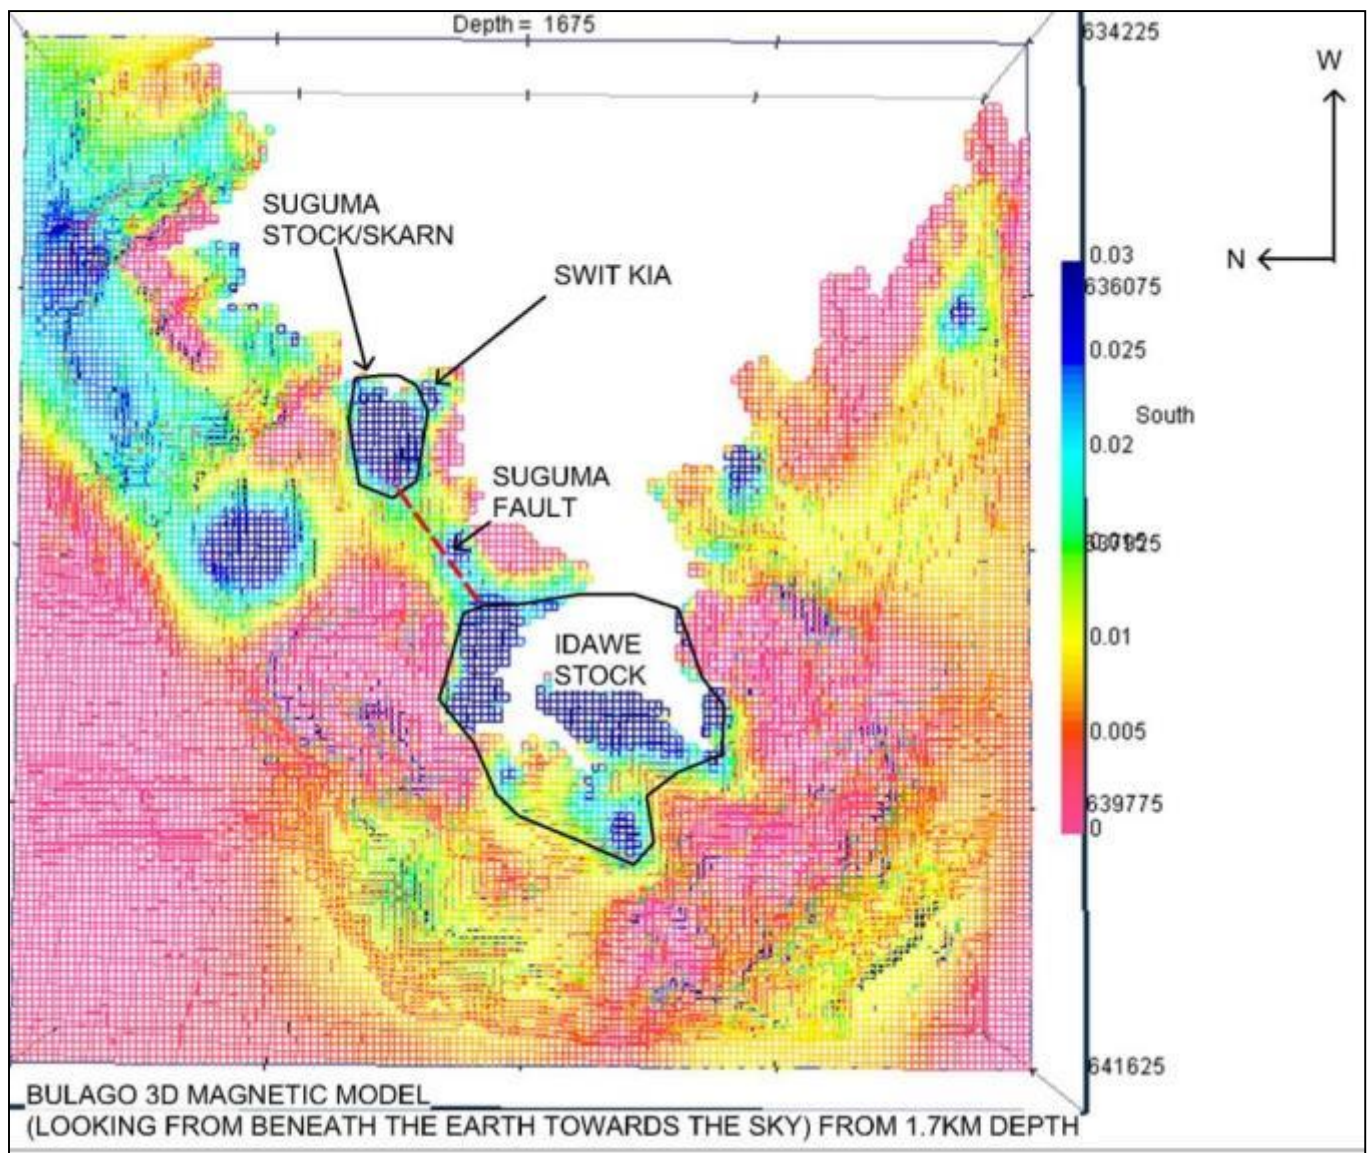 Depth = 1675
634225
W
N
SUGUMA
STOCK/SKARN
SWIT KIA
0.03
636075
0.025
South
0.02
SUGUMA
FAULT
0.01
IDAWE
STOCK
0.005
639775
0
641625
BULAGO 3D MAGNETIC MODEL
(LOOKING FROM BENEATH THE EARTH TOWARDS THE SKY) FROM 1.7KM DEPTH